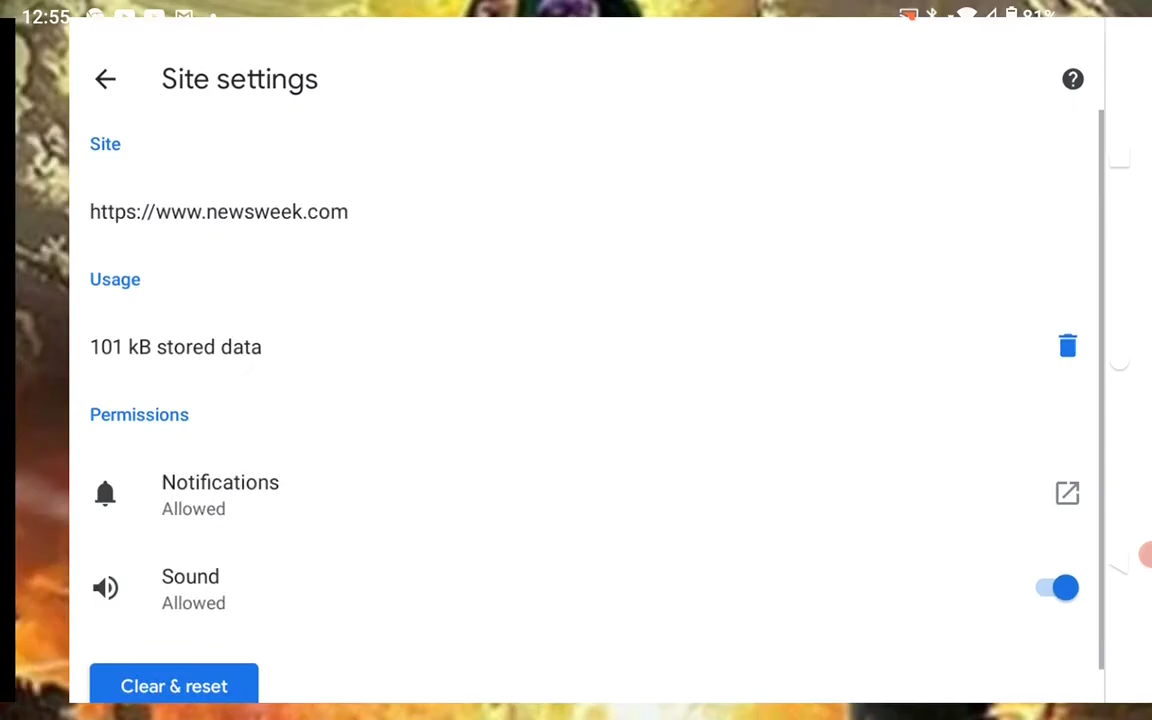 12:55
81%
Site settings
Site
https://www.newsweek.com
Usage
101 kB stored data
Permissions
Notifications
Allowed
Sound
Allowed
Clear & reset